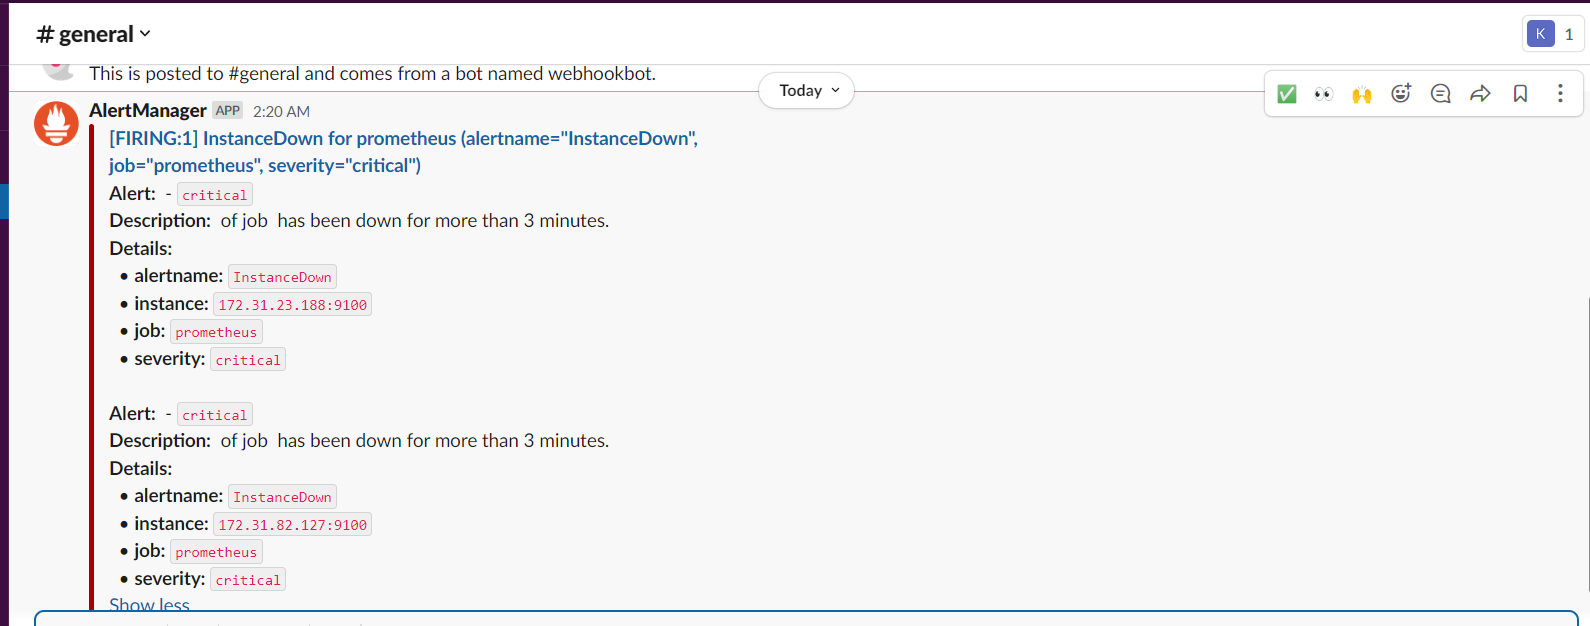 # general
K 1
This is posted to #general and comes from a bot named webhookbot.
Today
AlertManager APP 2:20 AM
[FIRING:1] InstanceDown for prometheus (alertname="InstanceDown",
job="prometheus", severity="critical")
Alert: - critical
Description: of job has been down for more than 3 minutes.
Details:
• alertname: InstanceDown
• instance: 172.31.23.188:9100
• job: prometheus
• severity: critical
Alert: - critical
Description: of job has been down for more than 3 minutes.
Details:
• alertname: InstanceDown
• instance: 172.31.82.127:9100
• job: prometheus
• severity: critical
Show less